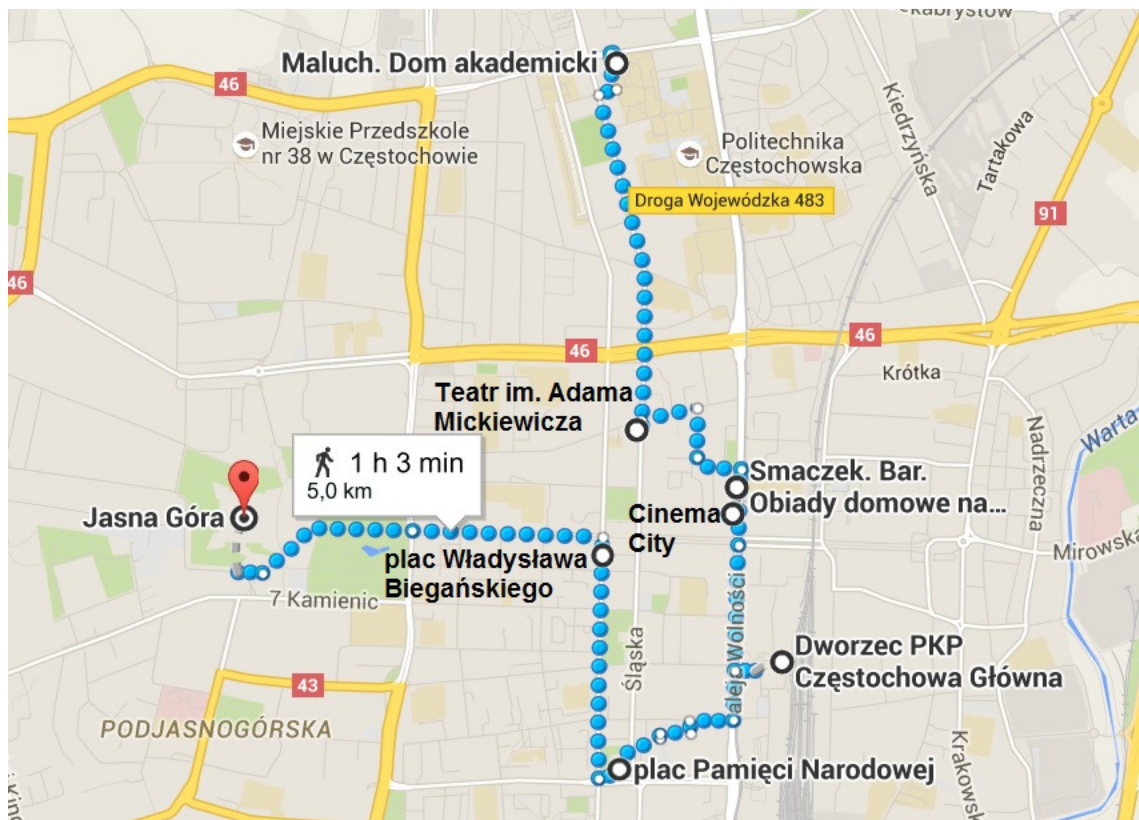 ekabrystów
Maluch. Dom akademicki
46
Miejskie Przedszkole
nr 38 w Częstochowie
Politechnika
Częstochowska
Kiedrzyńska
Tartakowa
Droga Wojewódzka 483
91
46
46
46
Krótka
Teatr im. Adama
Mickiewicza
Nadrzeczna
Warta
1 h 3 min
5,0 km
Smaczek. Bar.
Obiady domowe na...
Jasna Góra
Cinema
City
Mirowska
plac Władysława
Biegańskiego
7 Kamienic
aleja Wolności
Śląska
Dworzec PKP
Częstochowa Główna
43
PODJASNOGÓRSKA
plac Pamięci Narodowej
Krakowsk